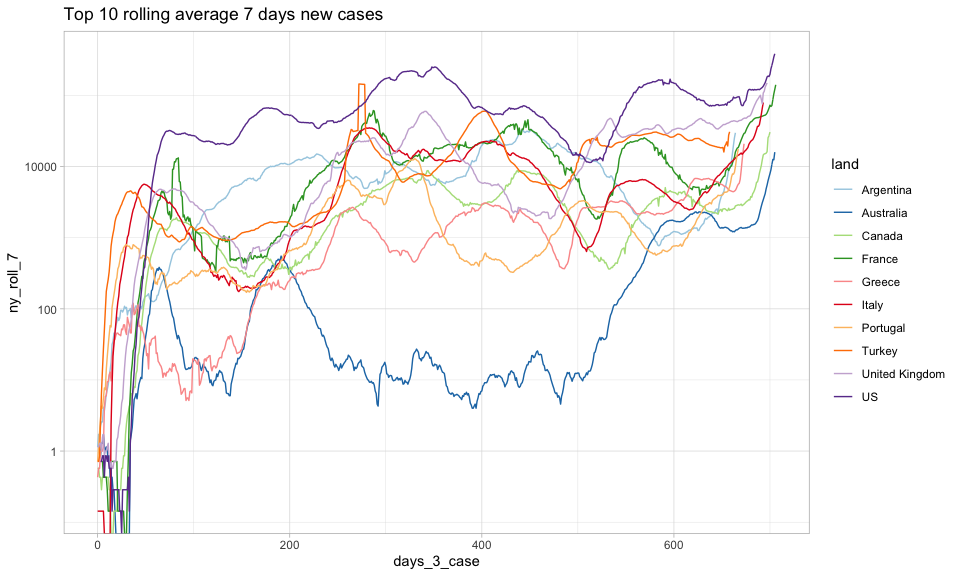 Top 10 rolling average 7 days new cases
ny_roll_7
10000
100
1
0
200
400
600
days_3_case
land
Argentina
Australia
Canada
France
Greece
Italy
Portugal
Turkey
United Kingdom
US